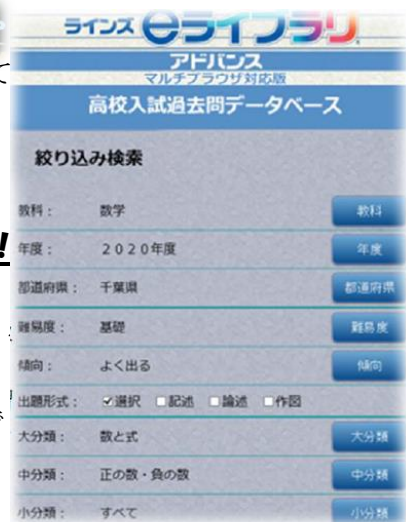 ラインズ eライブラリ
アドバンス
マルチブラウザ対応版
高校入試過去問データベース
絞り込み検索
教科： 数学 教科
年度： ２０２０年度 年度
都道府県： 千葉県 都道府県
難易度： 基礎 難易度
傾向： よく出る 傾向
出題形式： ✓選択 □記述 □論述 □作図
大分類： 数と式 大分類
中分類： 正の数・負の数 中分類
小分類： すべて 小分類
て
!